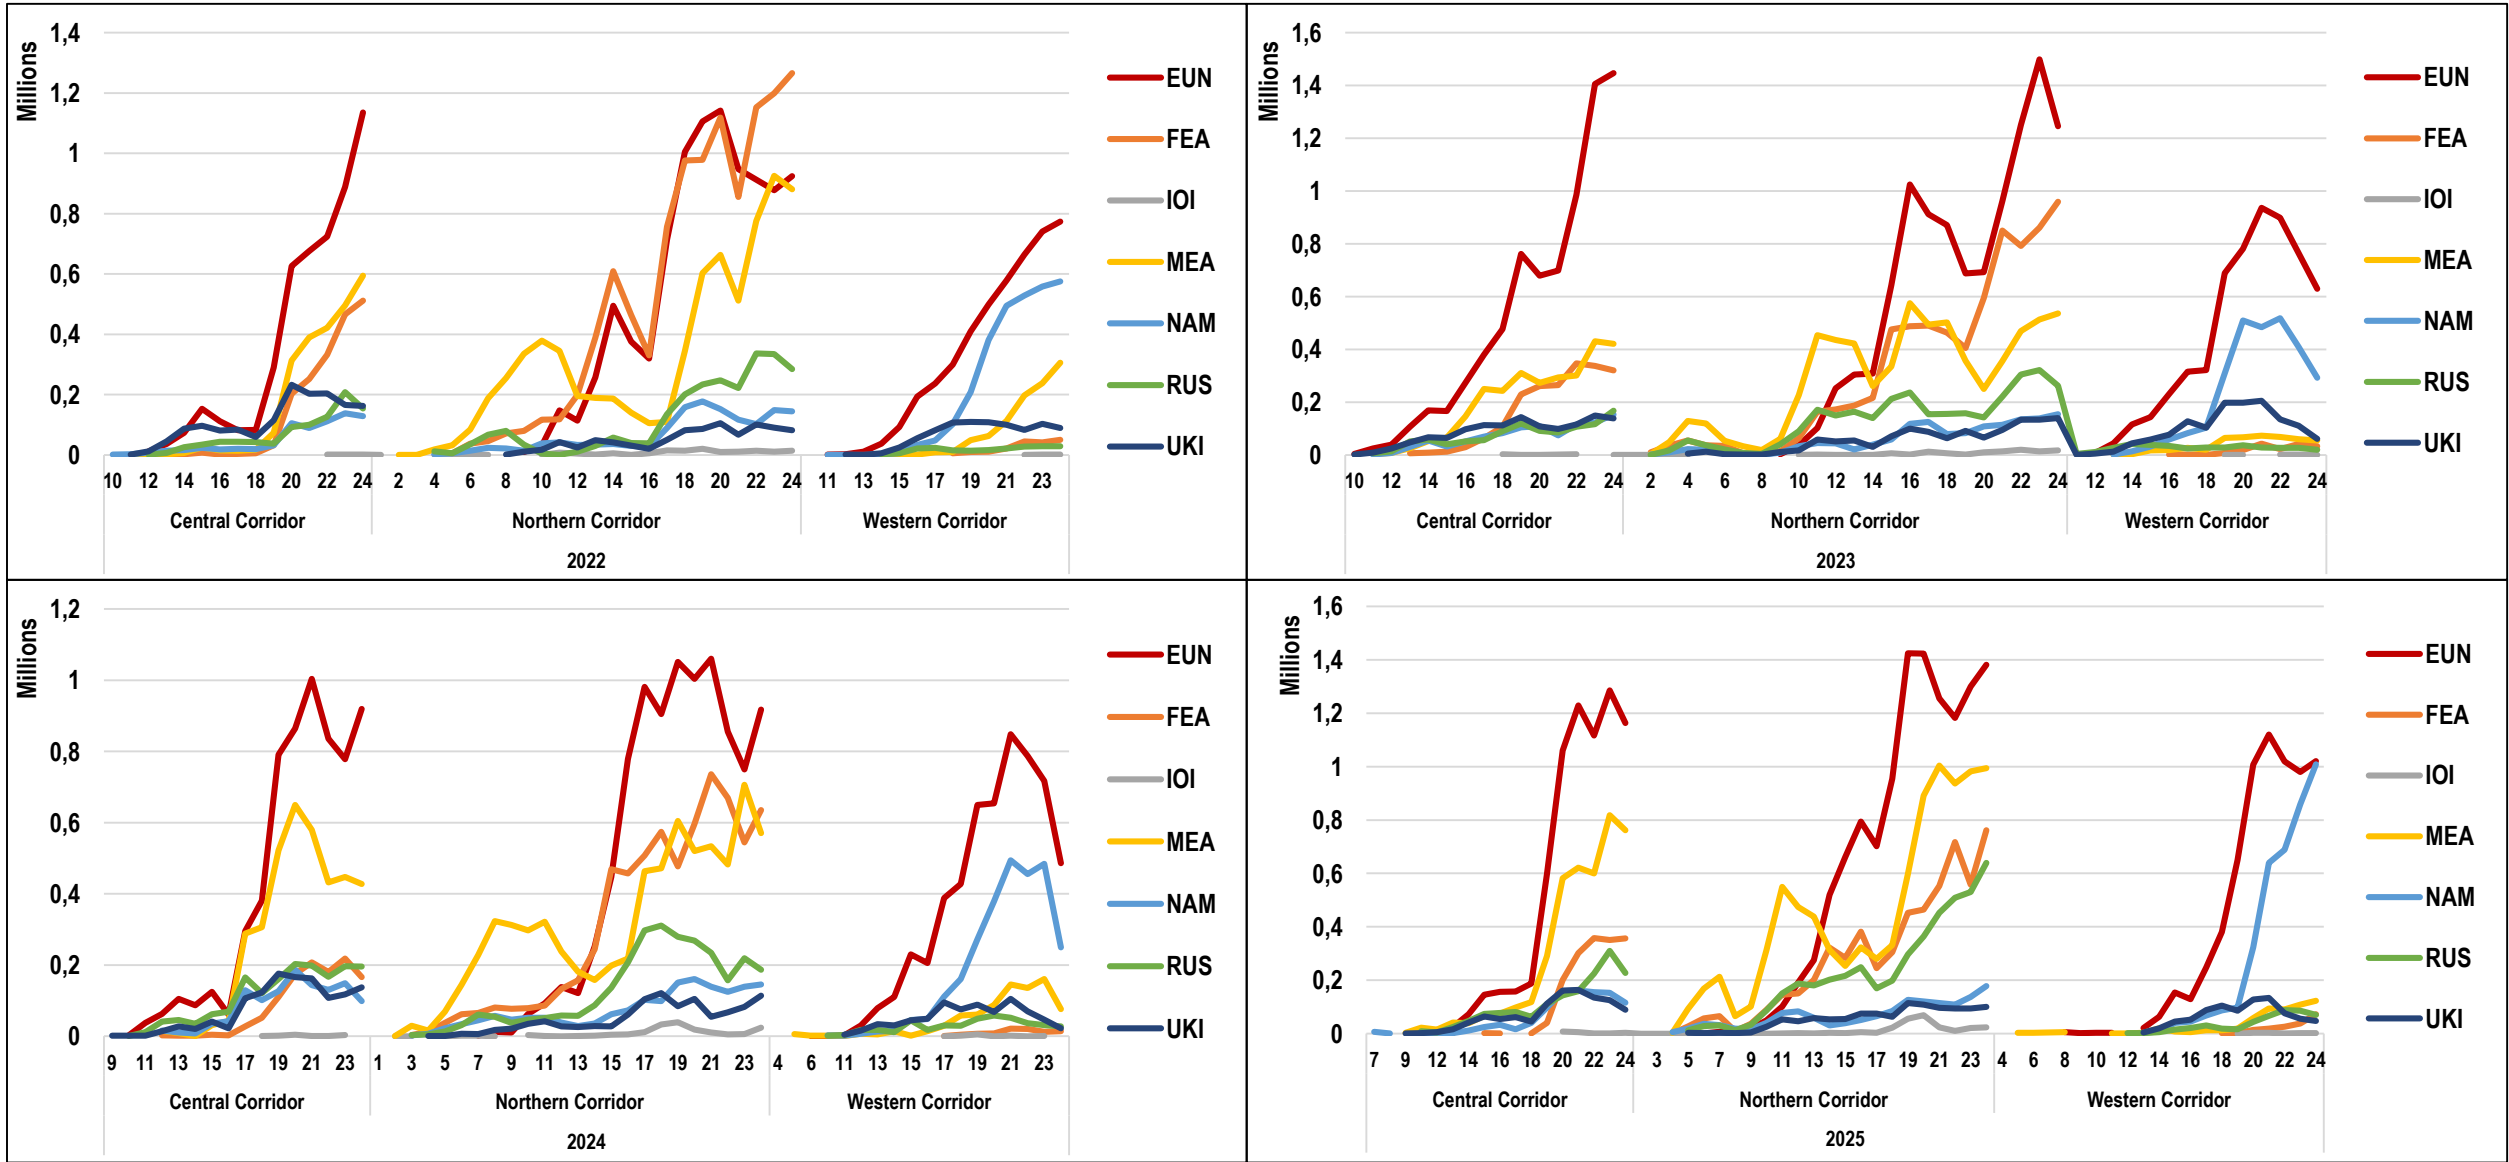 Millions
1,4
1,2
1
0,8
0,6
0,4
0,2
0
10 12 14 16 18 20 22 24 2 4 6 8 10 12 14 16 18 20 22 24 11 13 15 17 19 21 23
Central Corridor Northern Corridor Western Corridor
2022
EUN
FEA
IOI
MEA
NAM
RUS
UKI
Millions
1,6
1,4
1,2
1
0,8
0,6
0,4
0,2
0
10 12 14 16 18 20 22 24 2 4 6 8 10 12 14 16 18 20 22 24 12 14 16 18 20 22 24
Central Corridor Northern Corridor Western Corridor
2023
EUN
FEA
IOI
MEA
NAM
RUS
UKI
Millions
1,2
1
0,8
0,6
0,4
0,2
0
9 11 13 15 17 19 21 23 1 3 5 7 9 11 13 15 17 19 21 23 4 6 11 13 15 17 19 21 23
Central Corridor Northern Corridor Western Corridor
2024
EUN
FEA
IOI
MEA
NAM
RUS
UKI
Millions
1,6
1,4
1,2
1
0,8
0,6
0,4
0,2
0
7 9 12 14 16 18 20 22 24 3 5 7 9 11 13 15 17 19 21 23 4 6 8 10 12 14 16 18 20 22 24
Central Corridor Northern Corridor Western Corridor
2025
EUN
FEA
IOI
MEA
NAM
RUS
UKI